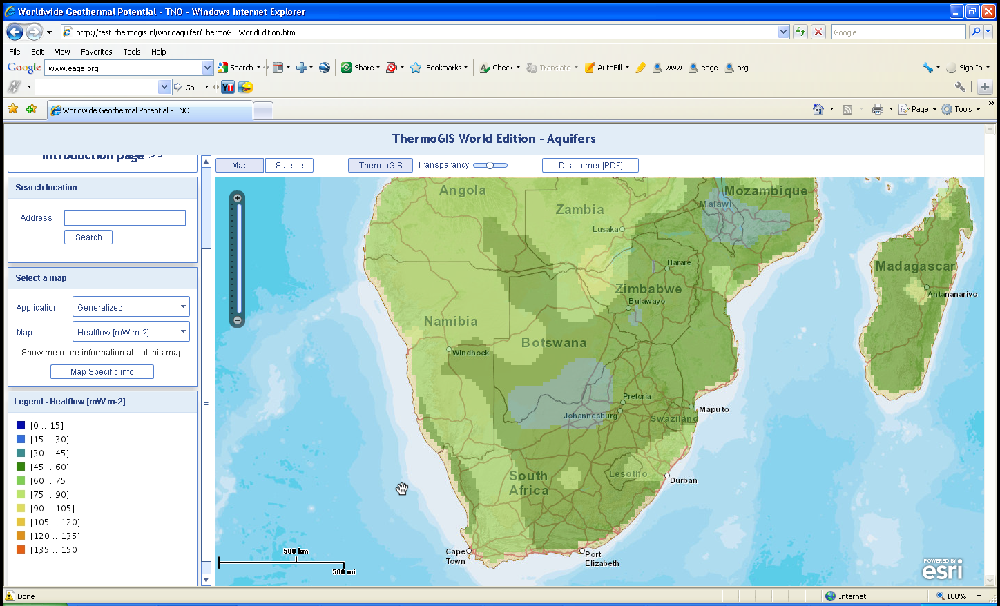 Worldwide Geothermal Potential - TNO - Windows Internet Explorer
http://test.thermogis.nl/worldaquifer/ThermoGISWorldEdition.html
Google
File Edit View Favorites Tools Help
Google www.eage.org Search Share Bookmarks Check Translate AutoFill www eage org Sign In
Go
Worldwide Geothermal Potential - TNO
Page Tools
ThermoGIS World Edition - Aquifers
Introduction page >>
Search location
Address
Search
Select a map
Application: Generalized
Map: Heatflow [mW m-2]
Show me more information about this map
Map Specific info
Legend - Heatflow [mW m-2]
[0 .. 15]
[15 .. 30]
[30 .. 45]
[45 .. 60]
[60 .. 75]
[75 .. 90]
[90 .. 105]
[105 .. 120]
[120 .. 135]
[135 .. 150]
Map Satelite ThermoGIS Transparancy Disclaimer [PDF]
Angola
Mozambique
Malawi
Zambia
Lusaka
Harare
Madagascar
Zimbabwe
Antananarivo
Bulawayo
Namibia
Botswana
Windhoek
Pretoria
Maputo
Johannesburg
Swaziland
Lesotho
South
Africa
Durban
Cape
Town
Port
Elizabeth
500 km
500 mi
POWERED BY
esri
Done Internet 100%